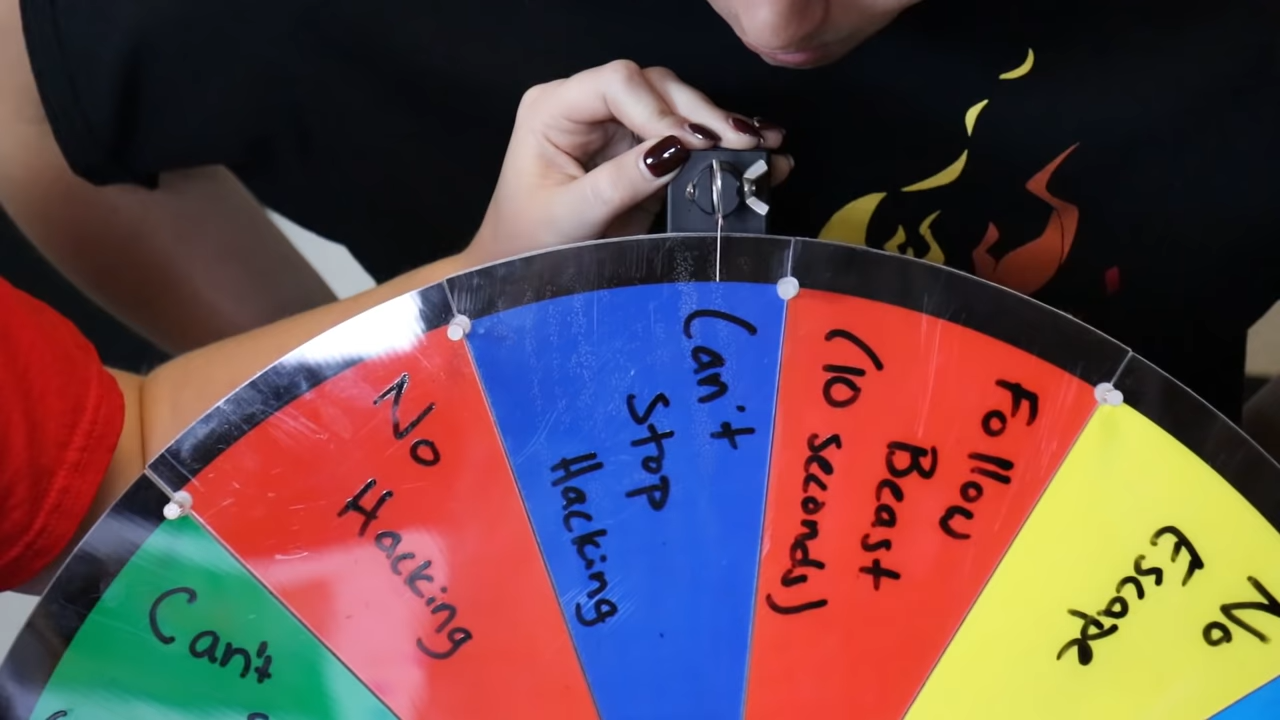 Can't
No
Hacking
Can't
Stop
Hacking
Follow
Beast
(10 seconds)
No
Escape